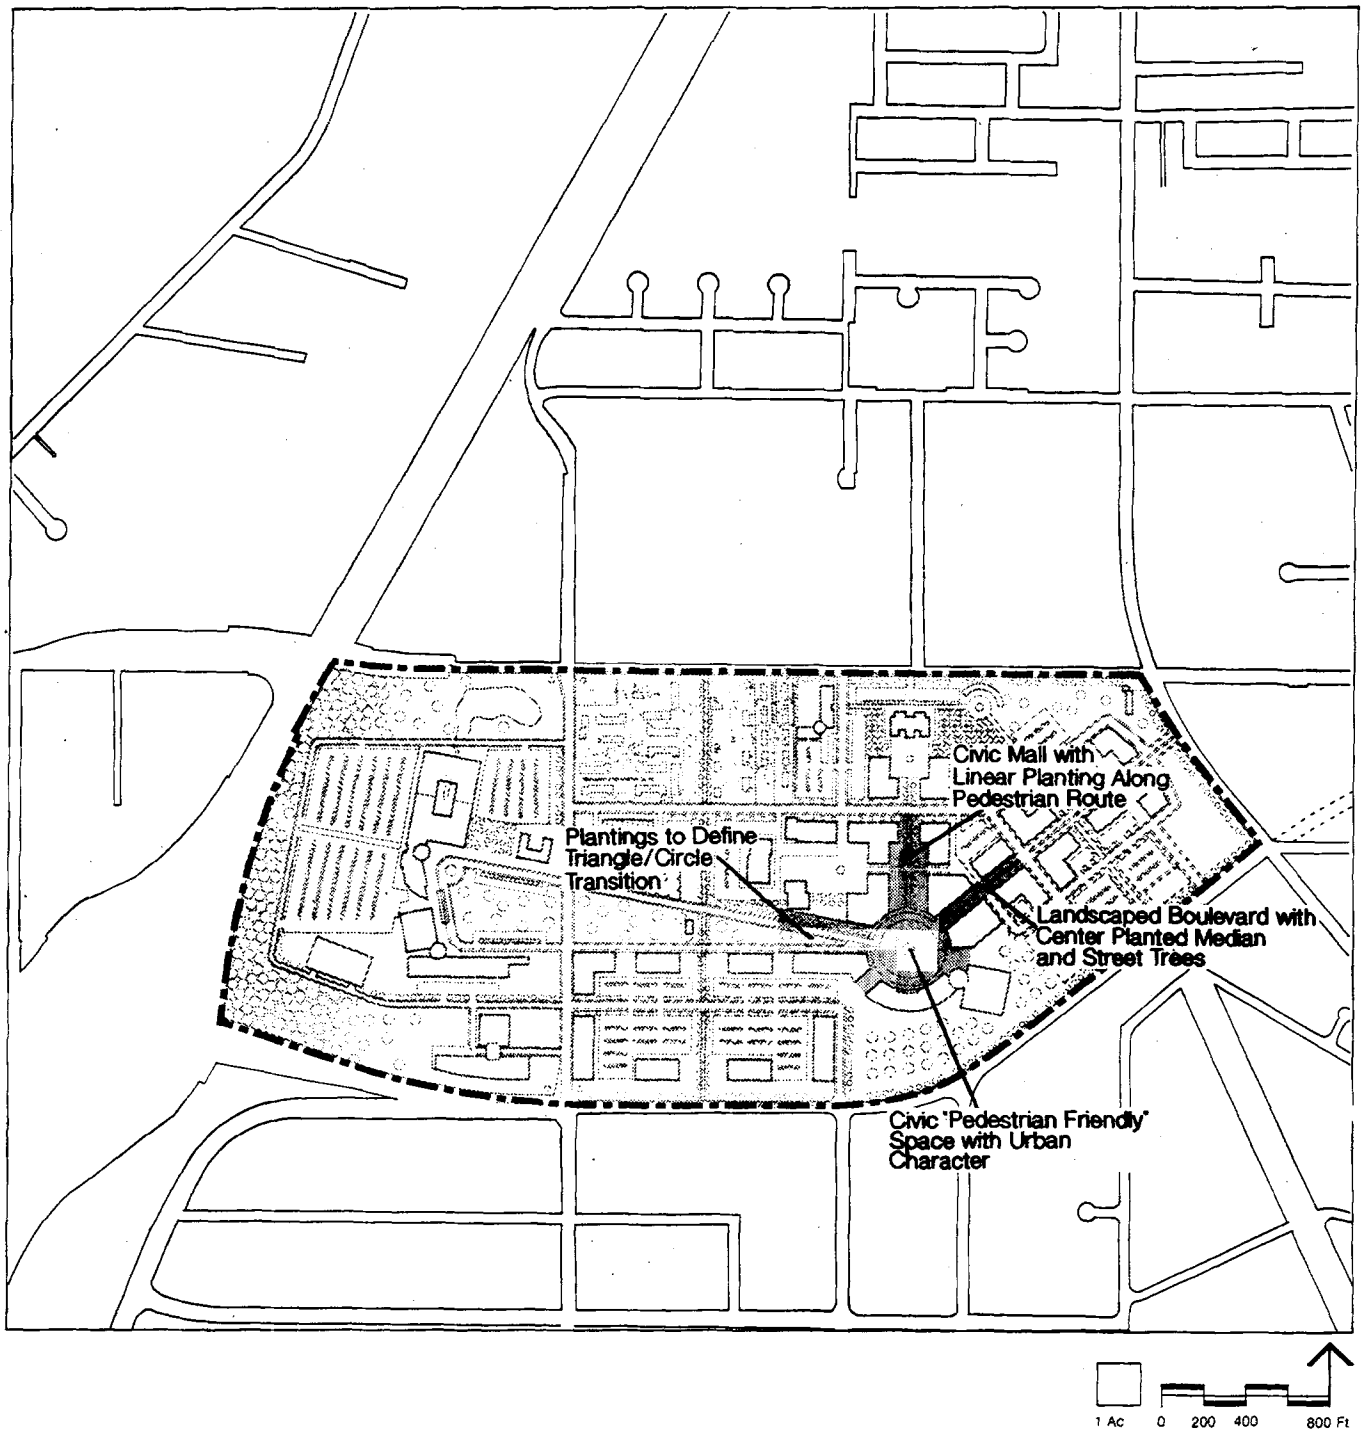 Civic Mall with
Linear Planting Along
Pedestrian Route
Plantings to Define
Triangle/Circle
Transition
Landscaped Boulevard with
Center Planted Median
and Street Trees
Civic "Pedestrian Friendly"
Space with Urban
Character
1 Ac 0 200 400 800 Ft